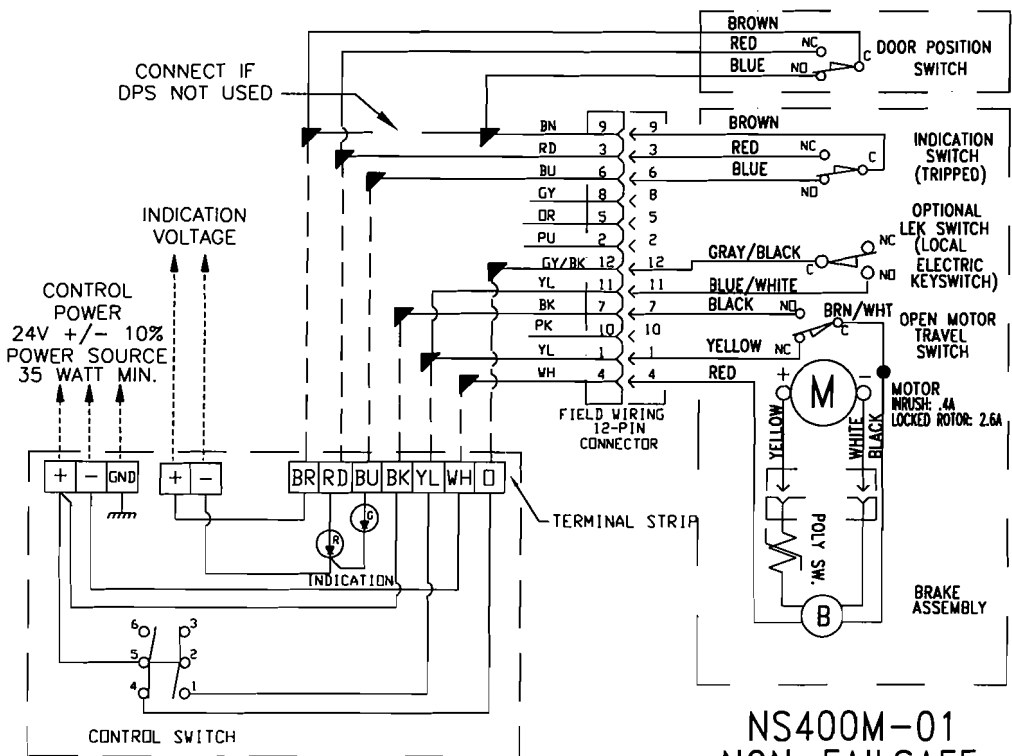 BROWN
RED
NC
C
BLUE
NO
DOOR POSITION
SWITCH
CONNECT IF
DPS NOT USED
BN 9 9 BROWN
RD 3 3 RED
NC
C
BU 6 6 BLUE
NO
INDICATION
SWITCH
(TRIPPED)
GY 8 8
OR 5 5
PU 2 2
GY/BK 12 12 GRAY/BLACK
C
NC
NO
YL 11 11 BLUE/WHITE
OPTIONAL
LEK SWITCH
(LOCAL
ELECTRIC
KEYSWITCH)
BK 7 7 BLACK
NO
BRN/WHT
C
PK 10 10
YL 1 1 YELLOW
NC
WH 4 4 RED
OPEN MOTOR
TRAVEL
SWITCH
FIELD WIRING
12-PIN
CONNECTOR
INDICATION
VOLTAGE
CONTROL
POWER
24V +/- 10%
POWER SOURCE
35 WATT MIN.
+ M -
MOTOR
INRUSH: .4A
LOCKED ROTOR: 2.6A
YELLOW
WHITE
BLACK
POLY SW.
B
BRAKE
ASSEMBLY
+ - GND
+ -
BR RD BU BK YL WH O
TERMINAL STRIP
G
R
INDICATION
6 3
5 2
4 1
CONTROL SWITCH
NS400M-01
NON-FAILSAFE